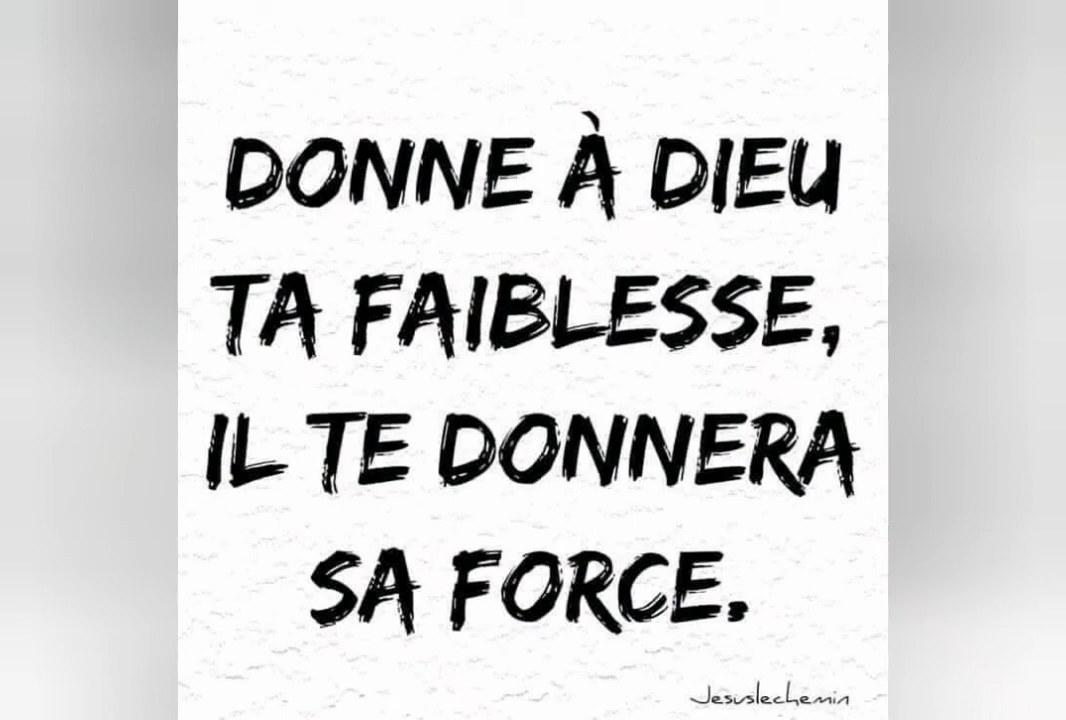 DONNE À DIEU
TA FAIBLESSE,
IL TE DONNERA
SA FORCE.
Jesuslechemin